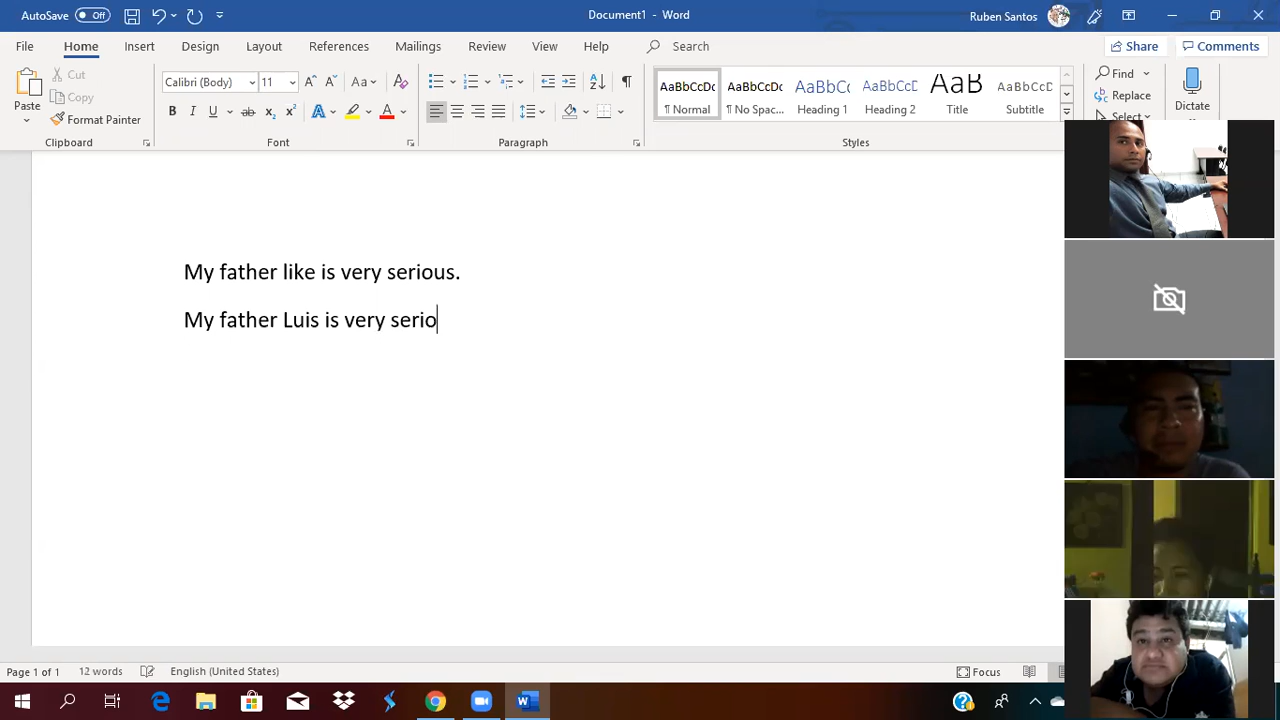 AutoSave Off Document1 - Word Ruben Santos
File Home Insert Design Layout References Mailings Review View Help Search Share Comments
Paste Cut Copy Format Painter Clipboard
Calibri (Body) 11 Font
Paragraph
AaBbCcDc ¶ Normal AaBbCcDc ¶ No Spac... AaBbCc Heading 1 AaBbCcD Heading 2 AaB Title AaBbCcD Subtitle Styles
Find Replace Select Dictate
My father like is very serious.
My father Luis is very serio
Page 1 of 1 12 words English (United States) Focus